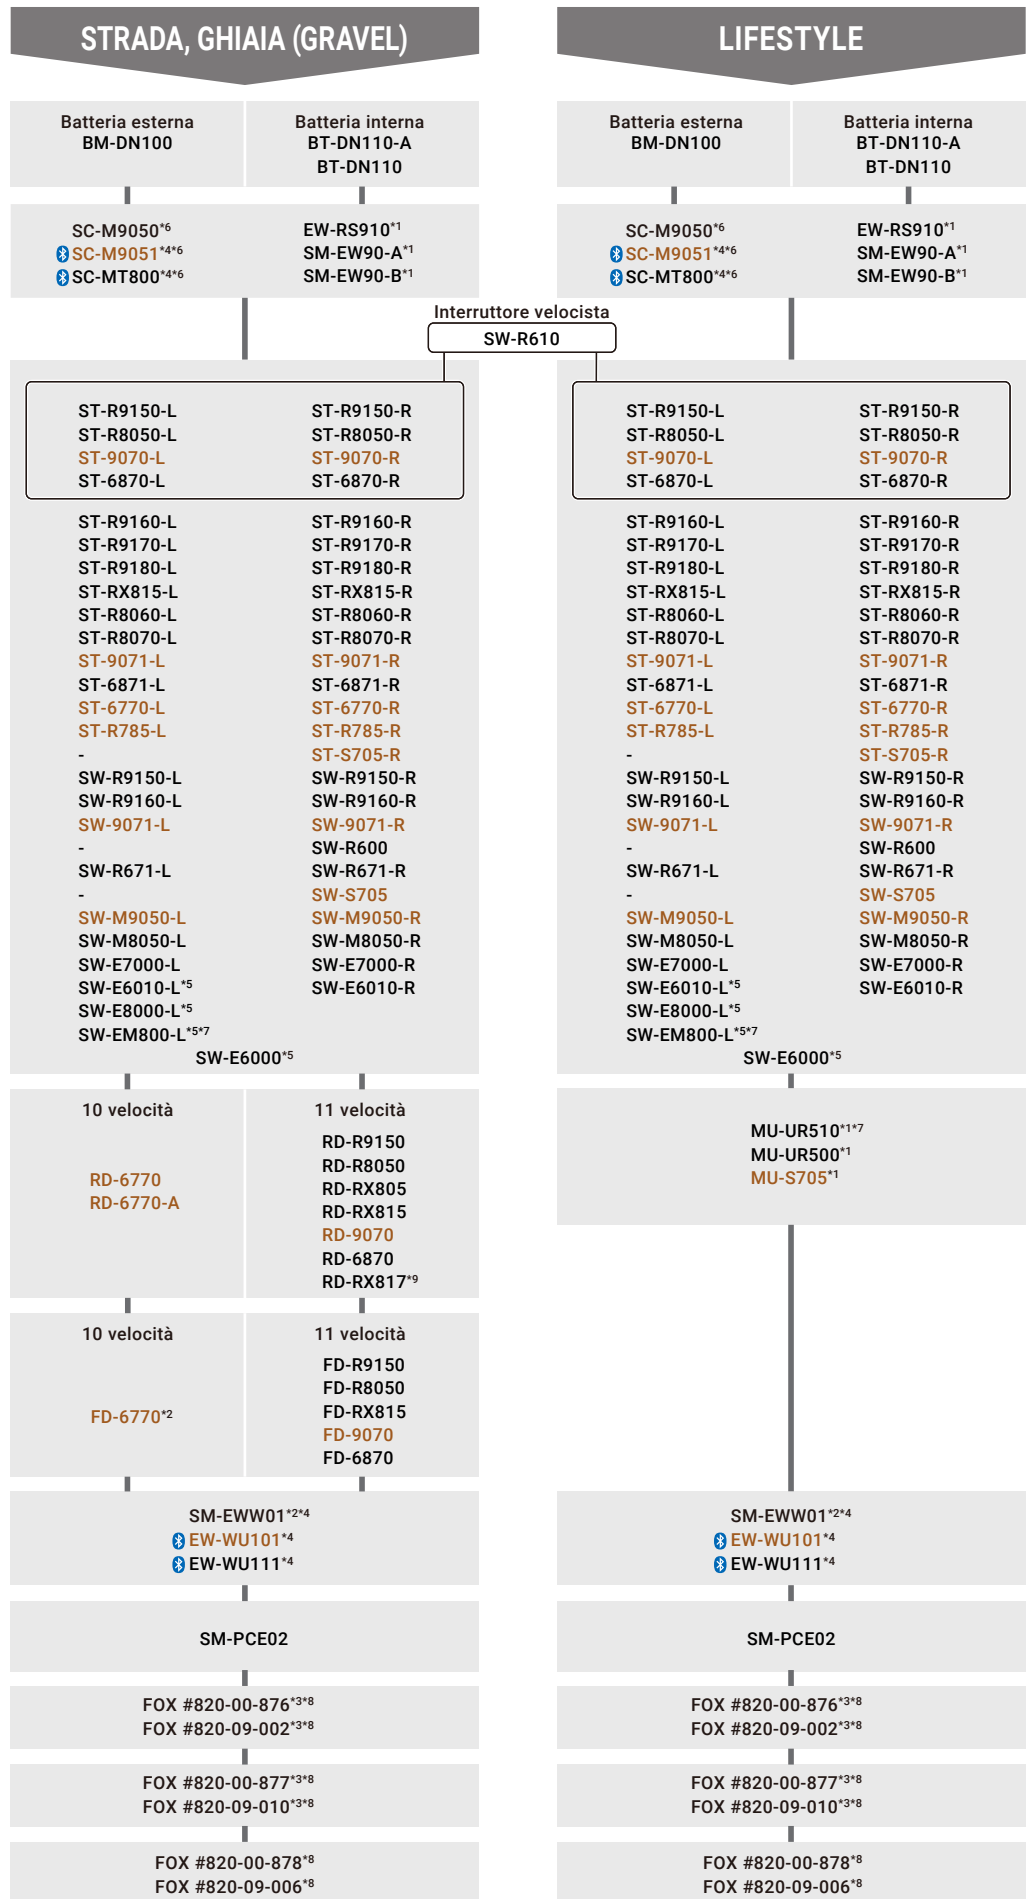 STRADA, GHIAIA (GRAVEL)
Batteria esterna
BM-DN100
Batteria interna
BT-DN110-A
BT-DN110
SC-M9050*6
SC-M9051*4*6
SC-MT800*4*6
EW-RS910*1
SM-EW90-A*1
SM-EW90-B*1
Interruttore velocista
SW-R610
ST-R9150-L ST-R9150-R
ST-R8050-L ST-R8050-R
ST-9070-L ST-9070-R
ST-6870-L ST-6870-R
ST-R9160-L ST-R9160-R
ST-R9170-L ST-R9170-R
ST-R9180-L ST-R9180-R
ST-RX815-L ST-RX815-R
ST-R8060-L ST-R8060-R
ST-R8070-L ST-R8070-R
ST-9071-L ST-9071-R
ST-6871-L ST-6871-R
ST-6770-L ST-6770-R
ST-R785-L ST-R785-R
- ST-S705-R
SW-R9150-L SW-R9150-R
SW-R9160-L SW-R9160-R
SW-9071-L SW-9071-R
- SW-R600
SW-R671-L SW-R671-R
- SW-S705
SW-M9050-L SW-M9050-R
SW-M8050-L SW-M8050-R
SW-E7000-L SW-E7000-R
SW-E6010-L*5 SW-E6010-R
SW-E8000-L*5
SW-EM800-L*5*7
SW-E6000*5
10 velocità
RD-6770
RD-6770-A
11 velocità
RD-R9150
RD-R8050
RD-RX805
RD-RX815
RD-9070
RD-6870
RD-RX817*9
10 velocità
FD-6770*2
11 velocità
FD-R9150
FD-R8050
FD-RX815
FD-9070
FD-6870
SM-EWW01*2*4
EW-WU101*4
EW-WU111*4
SM-PCE02
FOX #820-00-876*3*8
FOX #820-09-002*3*8
FOX #820-00-877*3*8
FOX #820-09-010*3*8
FOX #820-00-878*8
FOX #820-09-006*8
LIFESTYLE
Batteria esterna
BM-DN100
Batteria interna
BT-DN110-A
BT-DN110
SC-M9050*6
SC-M9051*4*6
SC-MT800*4*6
EW-RS910*1
SM-EW90-A*1
SM-EW90-B*1
ST-R9150-L ST-R9150-R
ST-R8050-L ST-R8050-R
ST-9070-L ST-9070-R
ST-6870-L ST-6870-R
ST-R9160-L ST-R9160-R
ST-R9170-L ST-R9170-R
ST-R9180-L ST-R9180-R
ST-RX815-L ST-RX815-R
ST-R8060-L ST-R8060-R
ST-R8070-L ST-R8070-R
ST-9071-L ST-9071-R
ST-6871-L ST-6871-R
ST-6770-L ST-6770-R
ST-R785-L ST-R785-R
- ST-S705-R
SW-R9150-L SW-R9150-R
SW-R9160-L SW-R9160-R
SW-9071-L SW-9071-R
- SW-R600
SW-R671-L SW-R671-R
- SW-S705
SW-M9050-L SW-M9050-R
SW-M8050-L SW-M8050-R
SW-E7000-L SW-E7000-R
SW-E6010-L*5 SW-E6010-R
SW-E8000-L*5
SW-EM800-L*5*7
SW-E6000*5
MU-UR510*1*7
MU-UR500*1
MU-S705*1
SM-EWW01*2*4
EW-WU101*4
EW-WU111*4
SM-PCE02
FOX #820-00-876*3*8
FOX #820-09-002*3*8
FOX #820-00-877*3*8
FOX #820-09-010*3*8
FOX #820-00-878*8
FOX #820-09-006*8